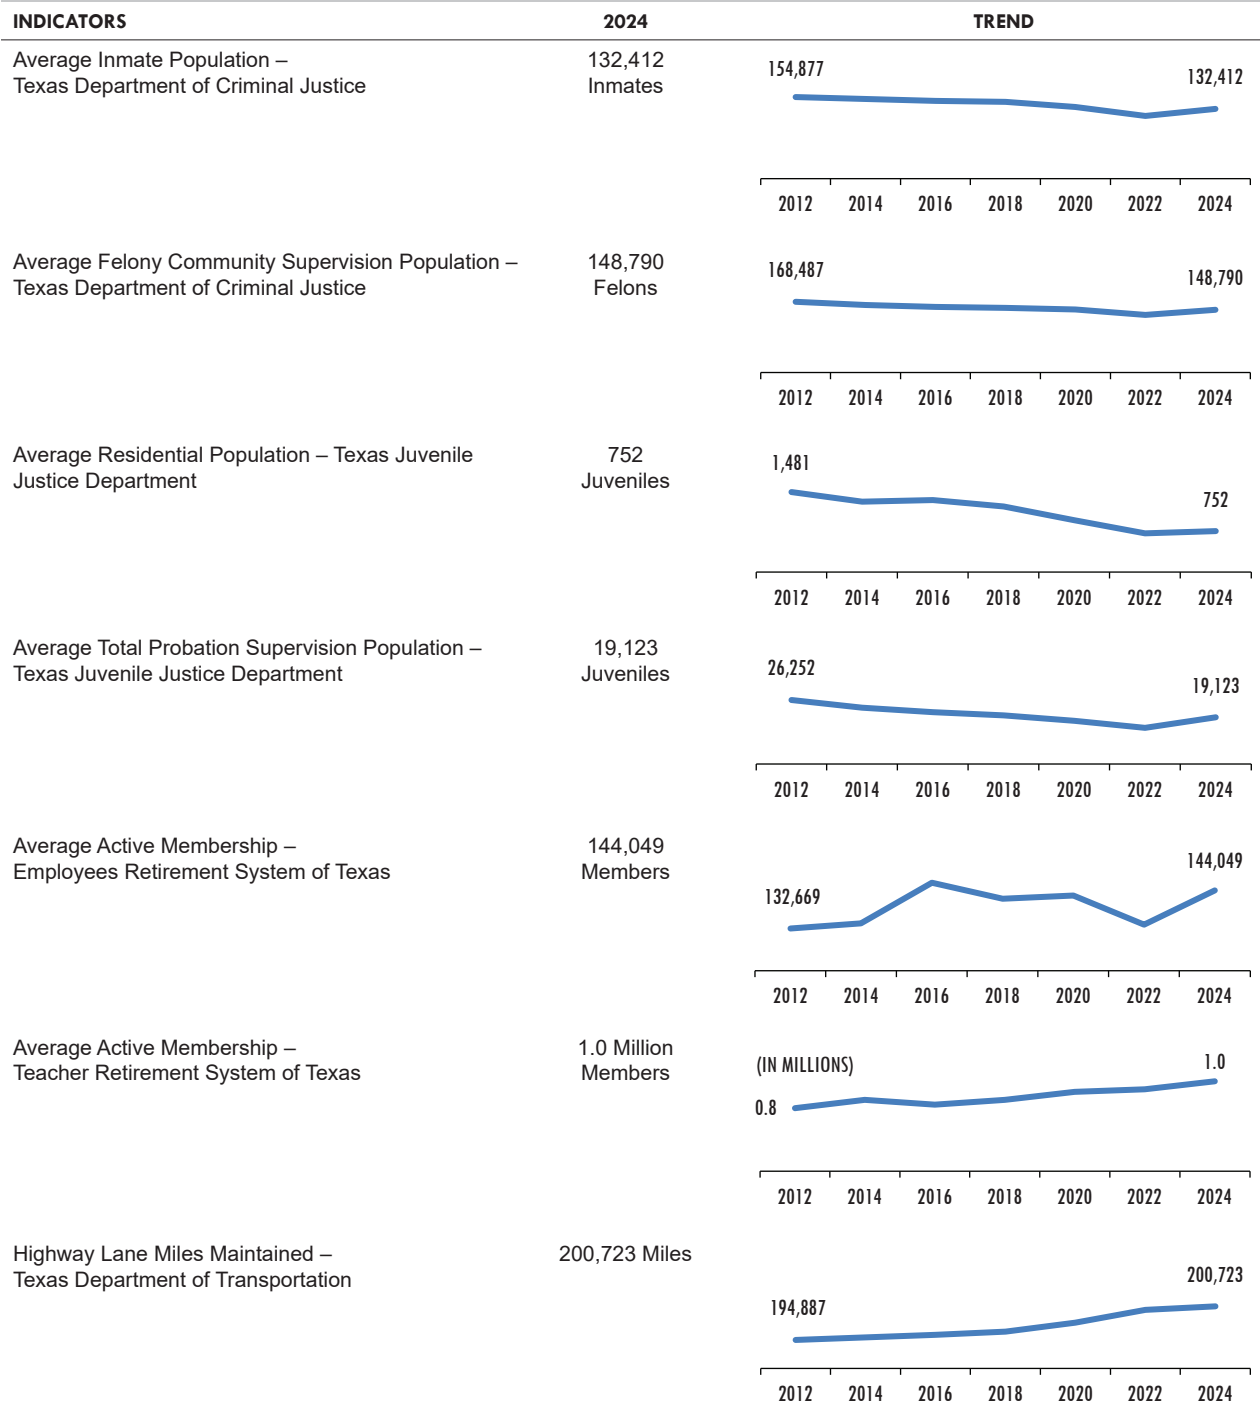 INDICATORS 2024 TREND
Average Inmate Population –
Texas Department of Criminal Justice
132,412
Inmates
154,877
132,412
2012 2014 2016 2018 2020 2022 2024
Average Felony Community Supervision Population –
Texas Department of Criminal Justice
148,790
Felons
168,487
148,790
2012 2014 2016 2018 2020 2022 2024
Average Residential Population – Texas Juvenile
Justice Department
752
Juveniles
1,481
752
2012 2014 2016 2018 2020 2022 2024
Average Total Probation Supervision Population –
Texas Juvenile Justice Department
19,123
Juveniles
26,252
19,123
2012 2014 2016 2018 2020 2022 2024
Average Active Membership –
Employees Retirement System of Texas
144,049
Members
132,669
144,049
2012 2014 2016 2018 2020 2022 2024
Average Active Membership –
Teacher Retirement System of Texas
1.0 Million
Members
(IN MILLIONS)
0.8
1.0
2012 2014 2016 2018 2020 2022 2024
Highway Lane Miles Maintained –
Texas Department of Transportation
200,723 Miles
194,887
200,723
2012 2014 2016 2018 2020 2022 2024